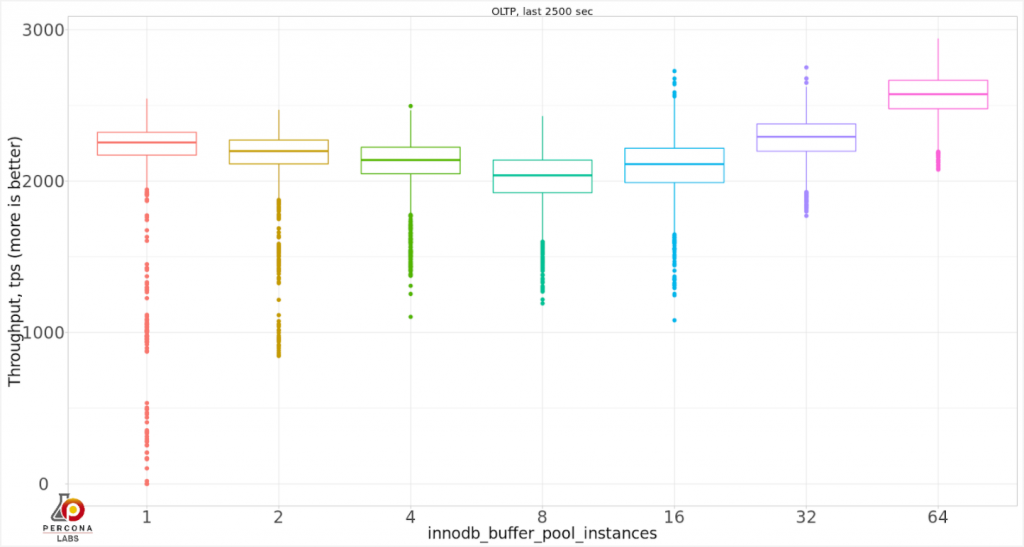 OLTP, last 2500 sec
Throughput, tps (more is better)
3000
2000
1000
0
1 2 4 8 16 32 64
innodb_buffer_pool_instances
PERCONA
LABS